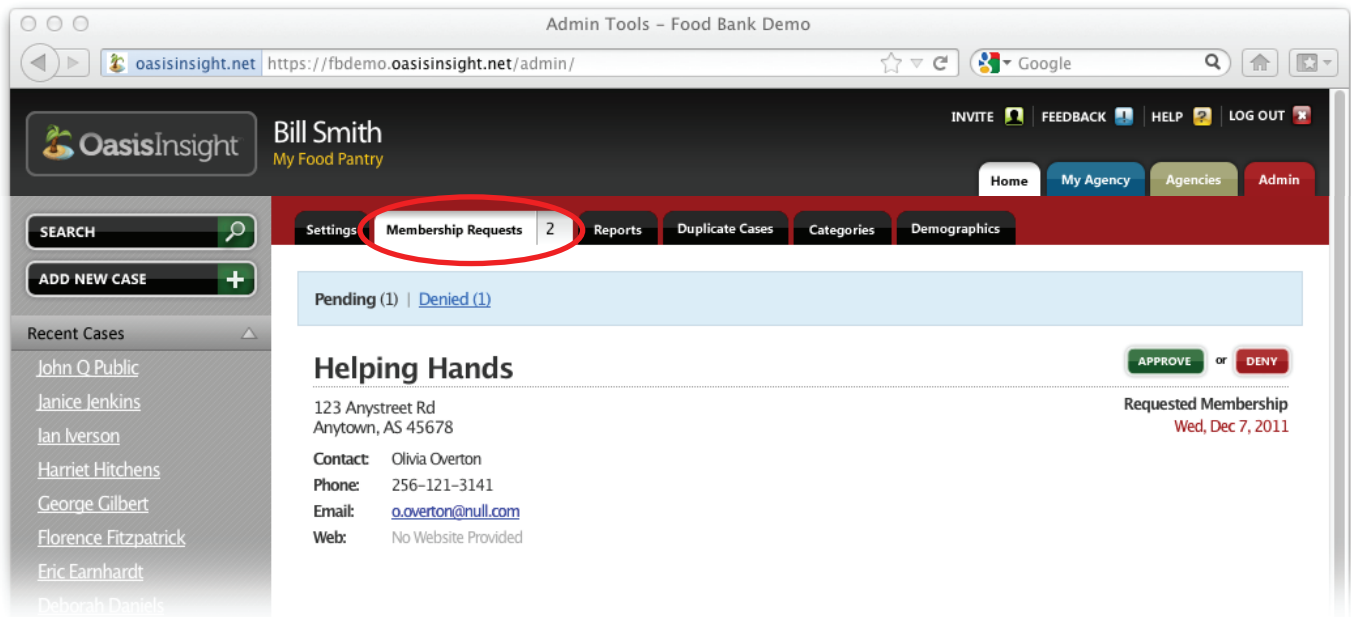 Admin Tools – Food Bank Demo
oasisinsight.net https://fbdemo.oasisinsight.net/admin/ Google
INVITE FEEDBACK HELP LOG OUT
OasisInsight
Bill Smith
My Food Pantry
Home My Agency Agencies Admin
SEARCH
ADD NEW CASE
Recent Cases
John Q Public
Janice Jenkins
Ian Iverson
Harriet Hitchens
George Gilbert
Florence Fitzpatrick
Eric Earnhardt
Deborah Daniels
Settings Membership Requests 2 Reports Duplicate Cases Categories Demographics
Pending (1) | Denied (1)
Helping Hands
APPROVE or DENY
123 Anystreet Rd
Anytown, AS 45678
Requested Membership
Wed, Dec 7, 2011
Contact: Olivia Overton
Phone: 256-121-3141
Email: o.overton@null.com
Web: No Website Provided